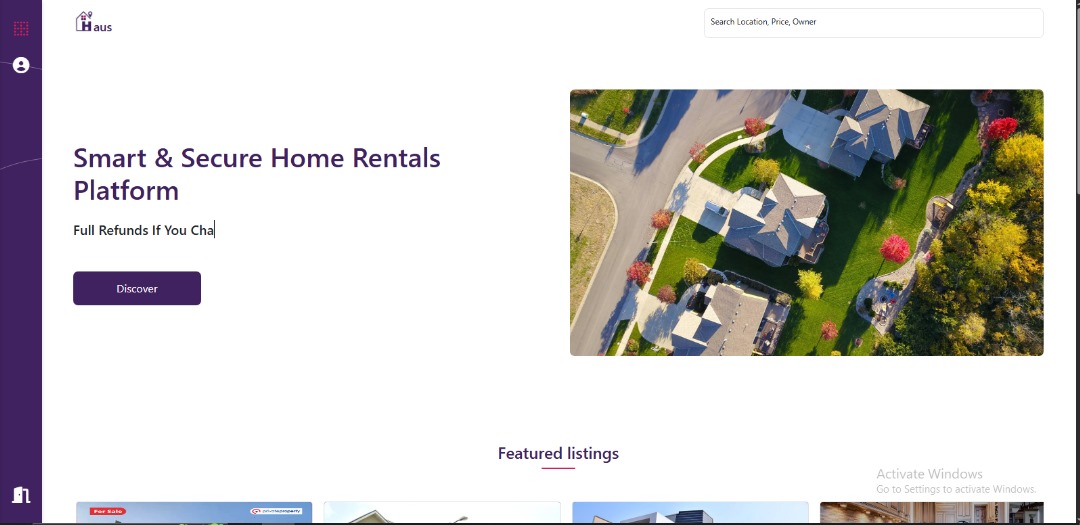 Haus
Search Location, Price, Owner
Smart & Secure Home Rentals
Platform
Full Refunds If You Cha
Discover
Featured listings
Activate Windows
Go to Settings to activate Windows.
For Sale
privateproperty